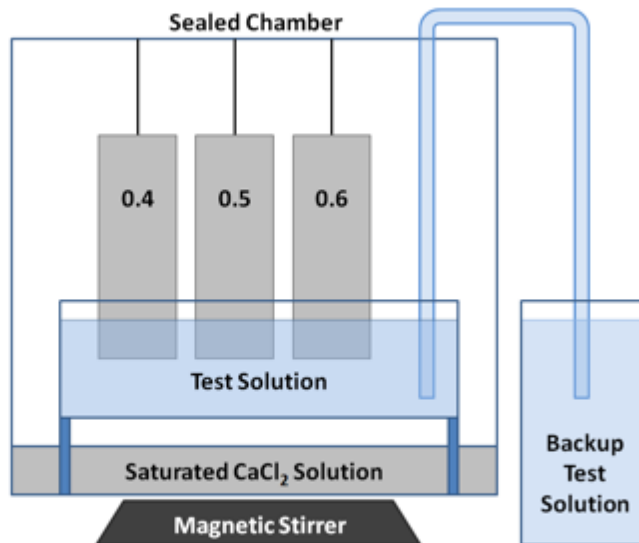 Sealed Chamber
0.4
0.5
0.6
Test Solution
Saturated CaCl₂ Solution
Magnetic Stirrer
Backup
Test
Solution